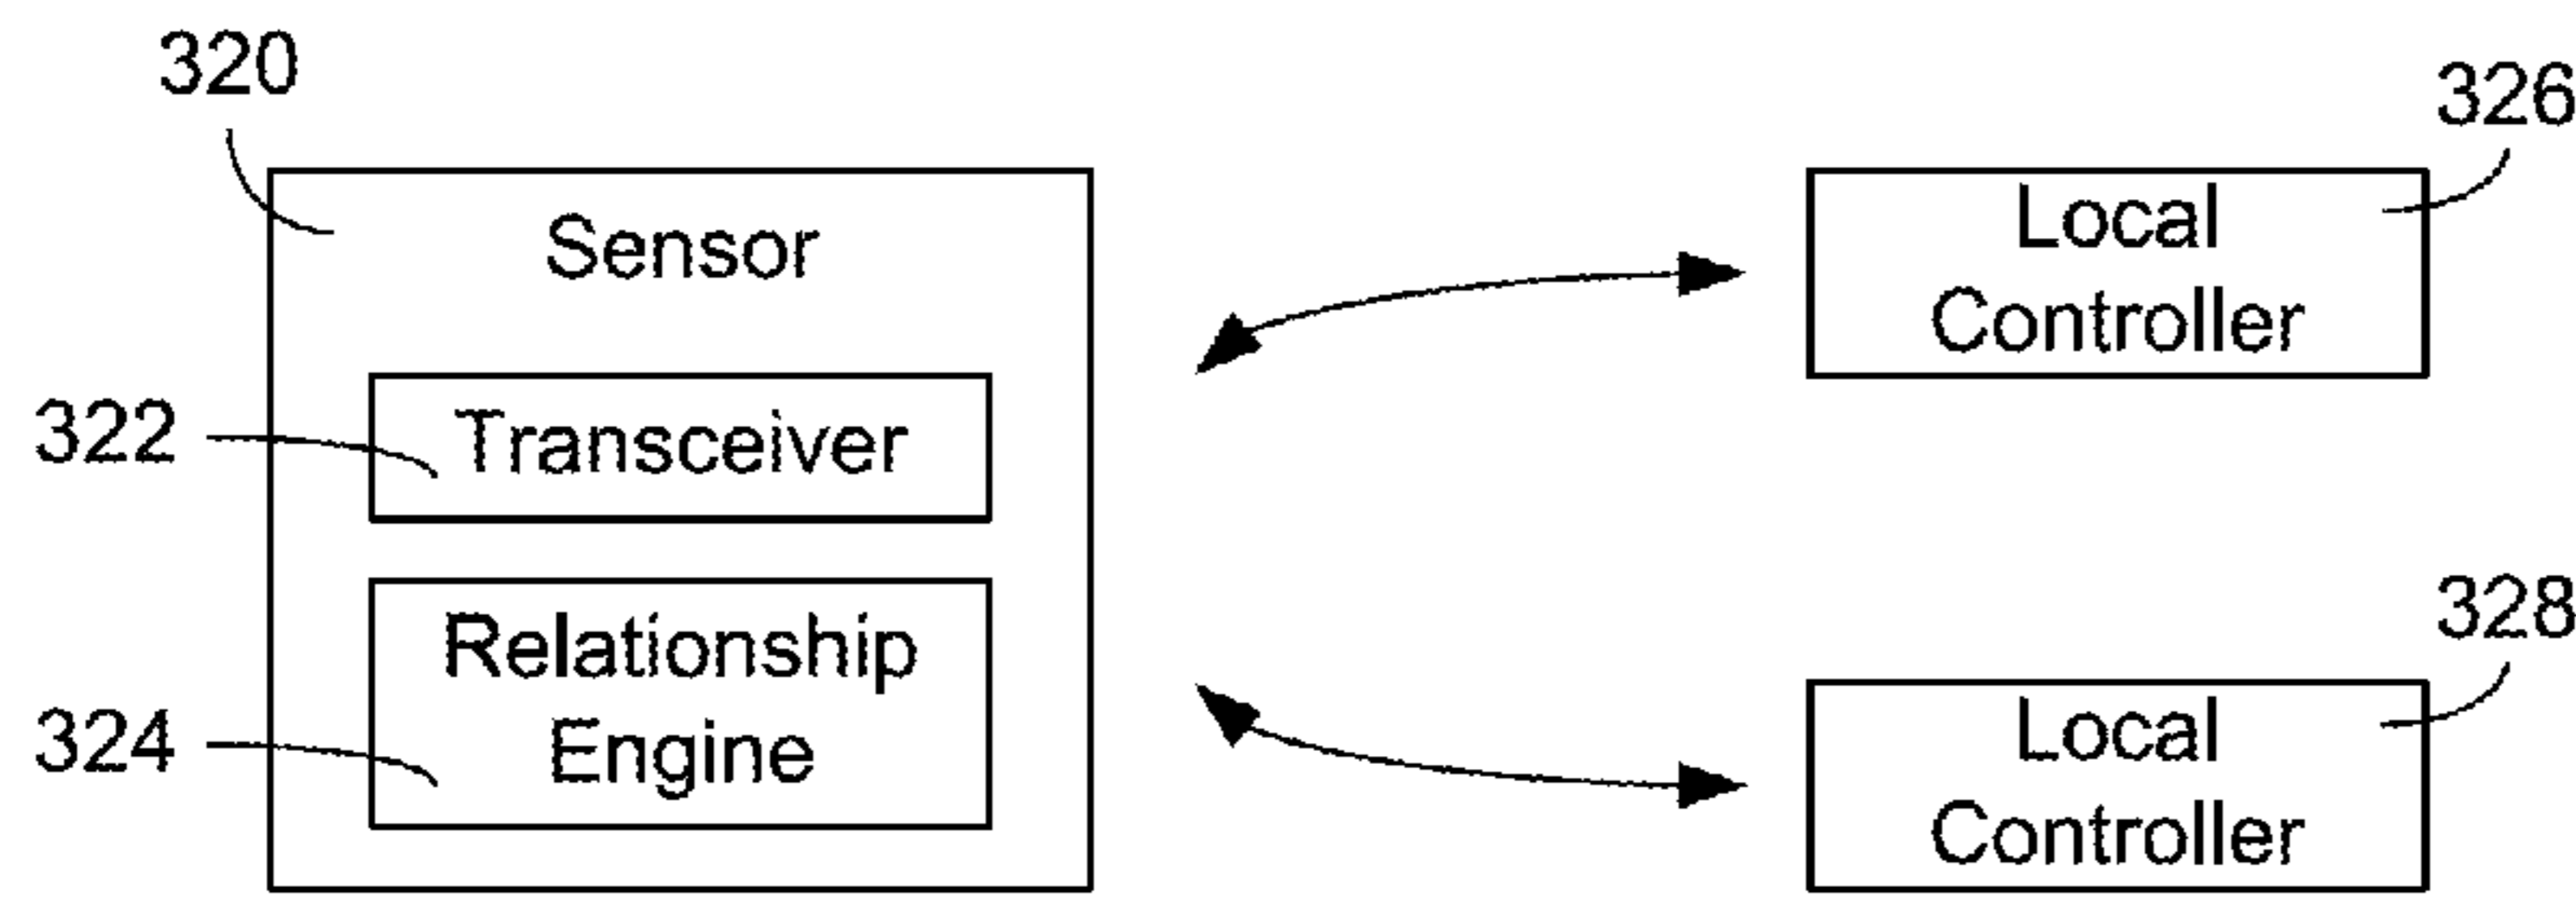 320
326
Sensor
Local
Controller
322
Transceiver
Relationship
Engine
324
328
Local
Controller